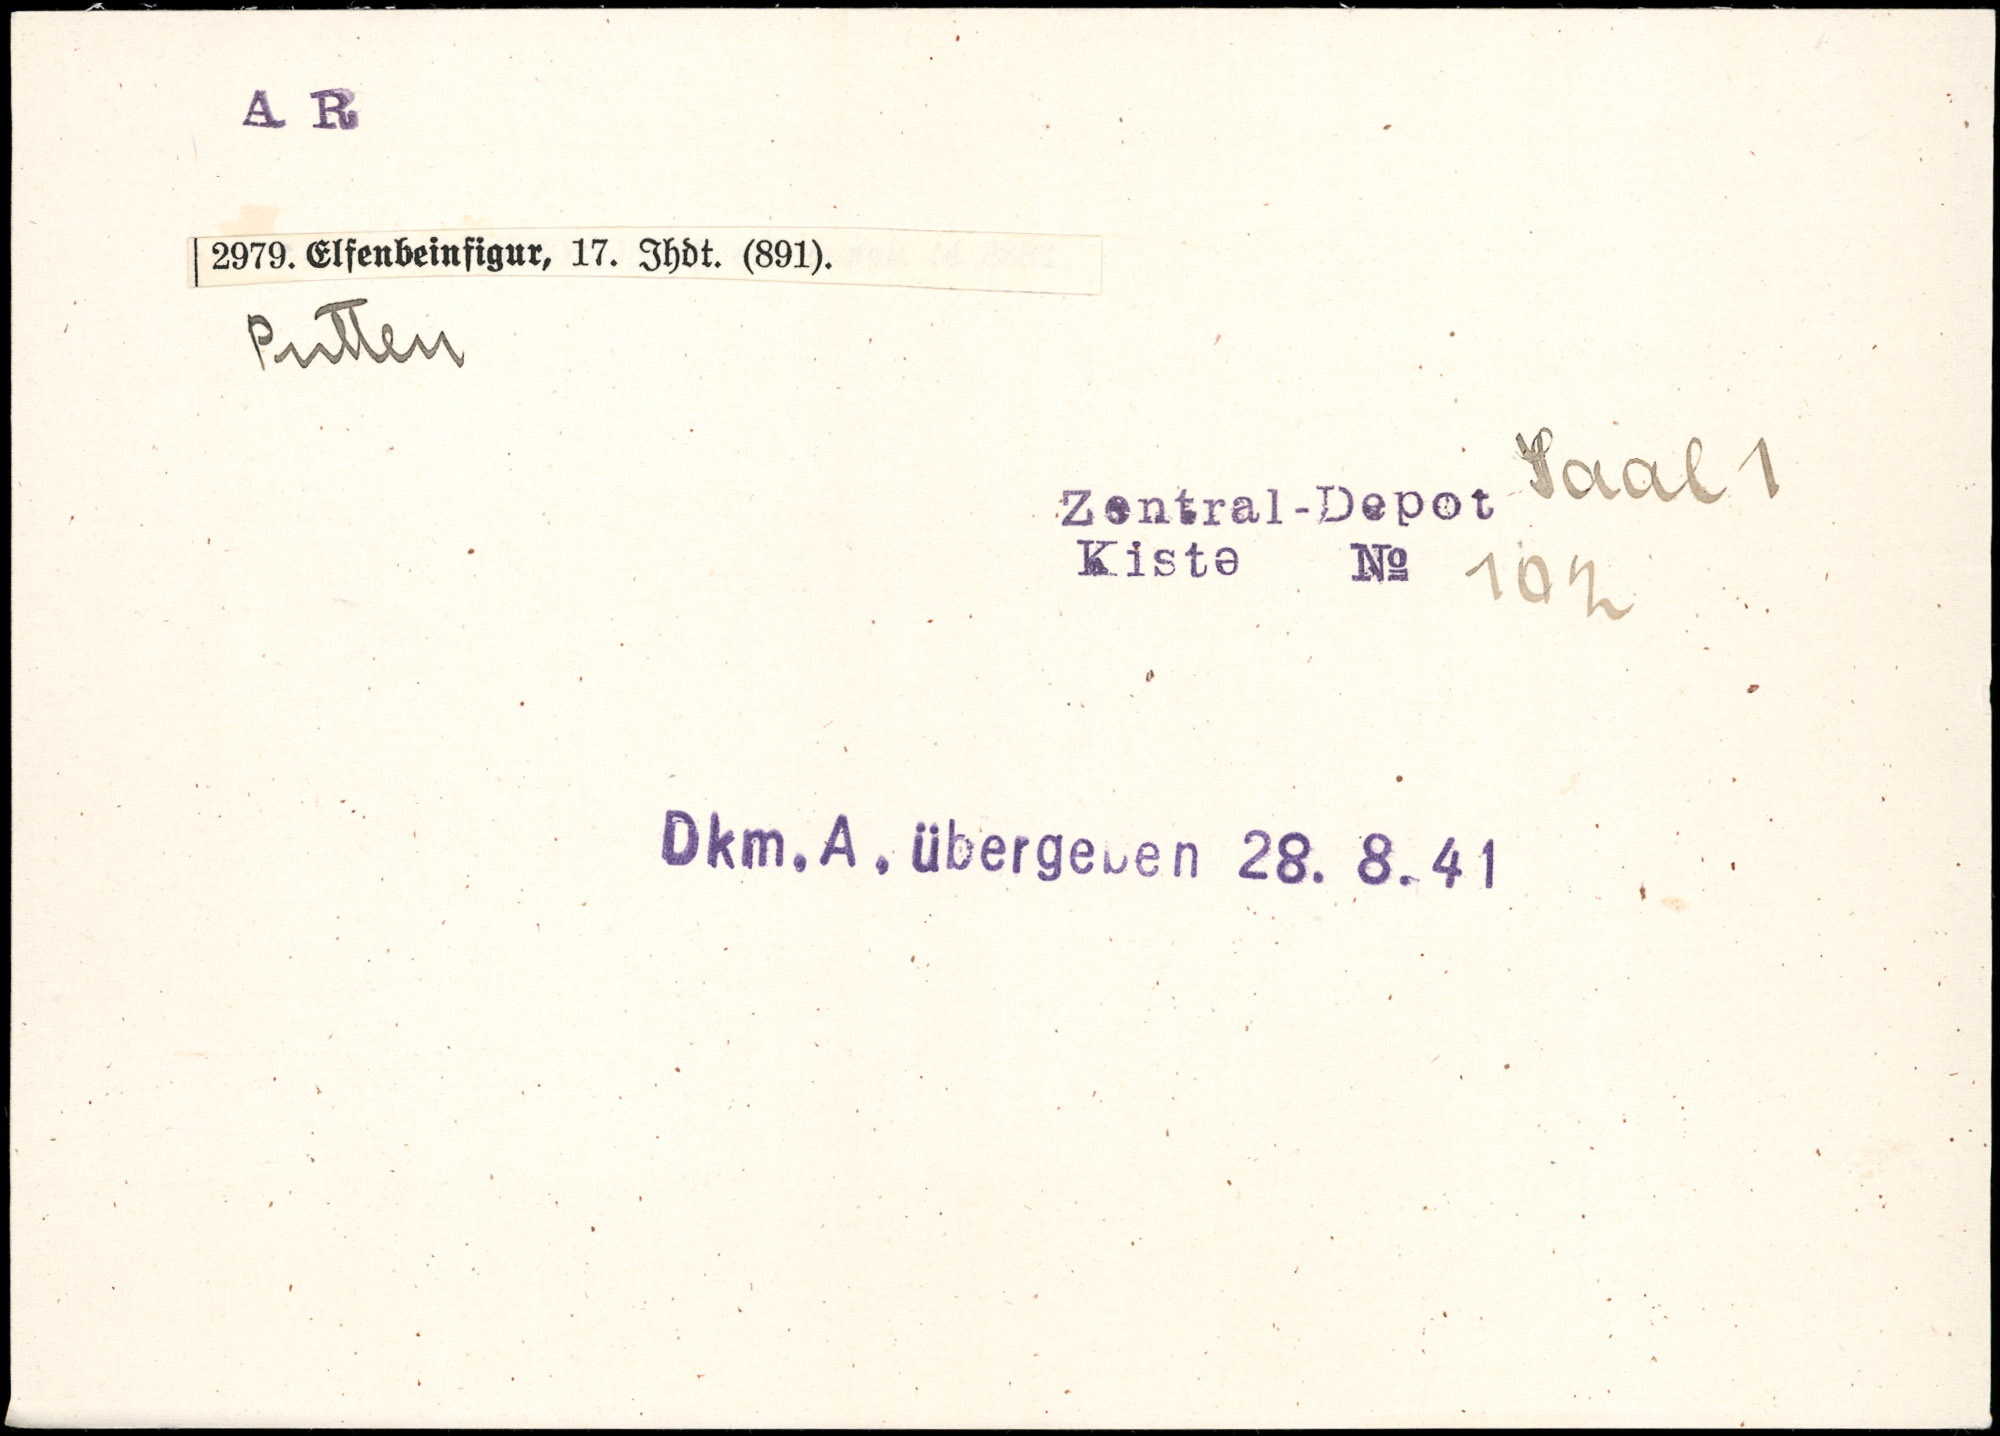 A R
2979. Elfenbeinfigur, 17. Jhdt. (891).
Putten
Zentral-Depot Saal 1
Kiste № 102
Dkm. A. übergeben 28. 8. 41